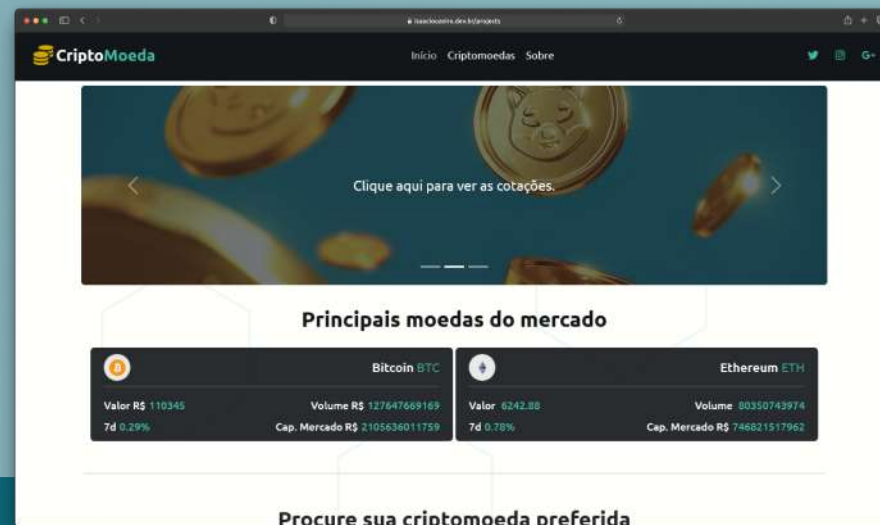 CriptoMoeda
Início Criptomoedas Sobre
G+
Clique aqui para ver as cotações.
Principais moedas do mercado
Bitcoin BTC
Valor R$ 110345 Volume R$ 127647669169
7d 0.29% Cap. Mercado R$ 2105636011759
Ethereum ETH
Valor 6242.88 Volume 80350743974
7d 0.78% Cap. Mercado R$ 746821517962
Procure sua criptomoeda preferida